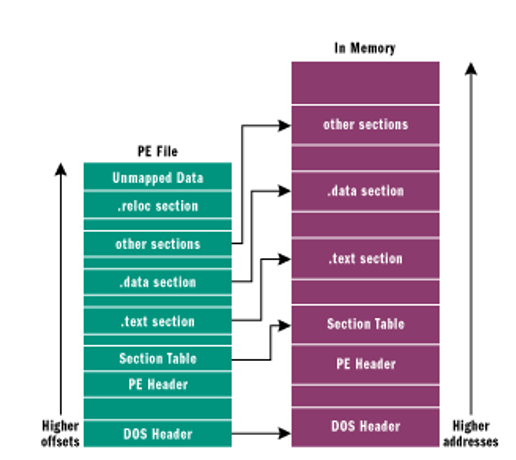 In Memory
PE File
other sections
.data section
.text section
Section Table
PE Header
DOS Header
Unmapped Data
.reloc section
other sections
.data section
.text section
Section Table
PE Header
DOS Header
Higher
offsets
Higher
addresses